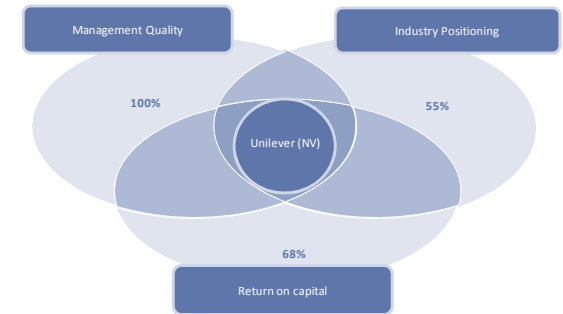 Management Quality
Industry Positioning
100%
55%
Unilever (NV)
68%
Return on capital